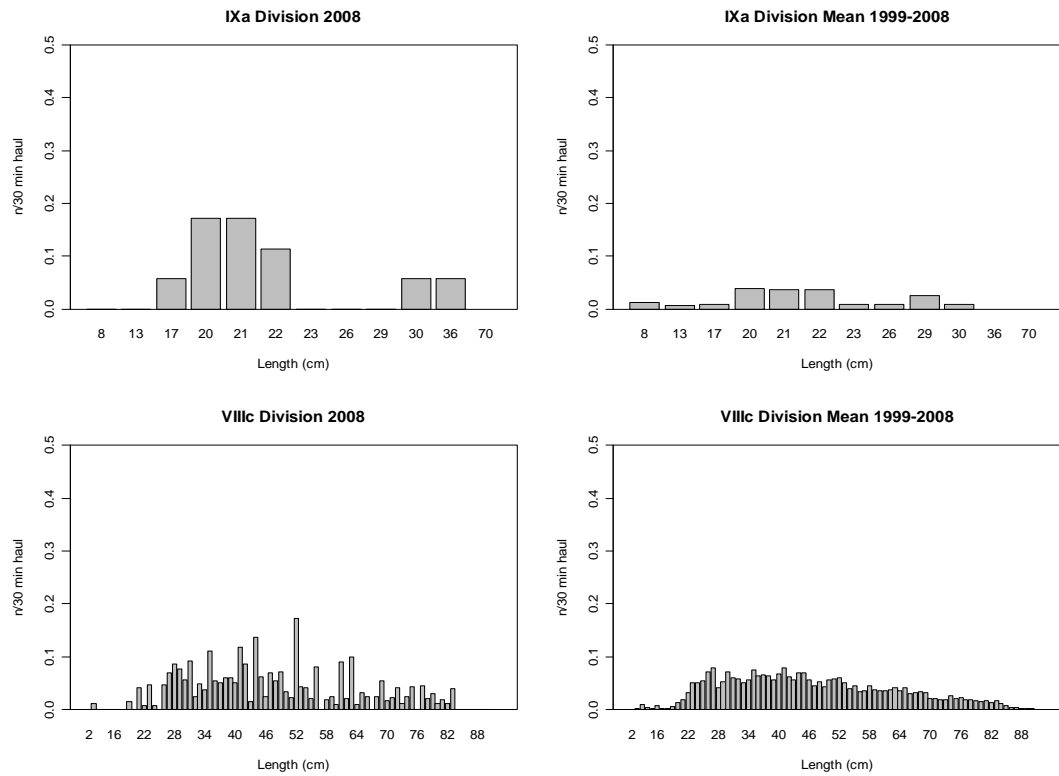 IXa Division 2008
n/30 min haul
0.0 0.1 0.2 0.3 0.4 0.5
8 13 17 20 21 22 23 26 29 30 36 70
Length (cm)
IXa Division Mean 1999-2008
n/30 min haul
0.0 0.1 0.2 0.3 0.4 0.5
8 13 17 20 21 22 23 26 29 30 36 70
Length (cm)
VIIIc Division 2008
n/30 min haul
0.0 0.1 0.2 0.3 0.4 0.5
2 16 22 28 34 40 46 52 58 64 70 76 82 88
Length (cm)
VIIIc Division Mean 1999-2008
n/30 min haul
0.0 0.1 0.2 0.3 0.4 0.5
2 16 22 28 34 40 46 52 58 64 70 76 82 88
Length (cm)